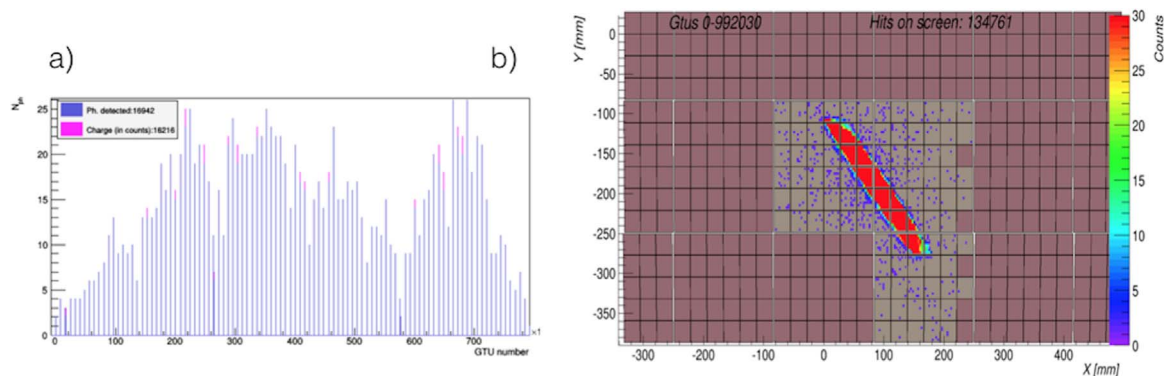 a)
b)
N_ph
Ph. detected:16942
Charge (in counts):16216
25
20
15
10
5
0
0 100 200 300 400 500 600 700
×1
GTU number
Gtus 0-992030 Hits on screen: 134761
Y [mm]
0
-50
-100
-150
-200
-250
-300
-350
-300 -200 -100 0 100 200 300 400
X [mm]
30
25
20
15
10
5
0
Counts